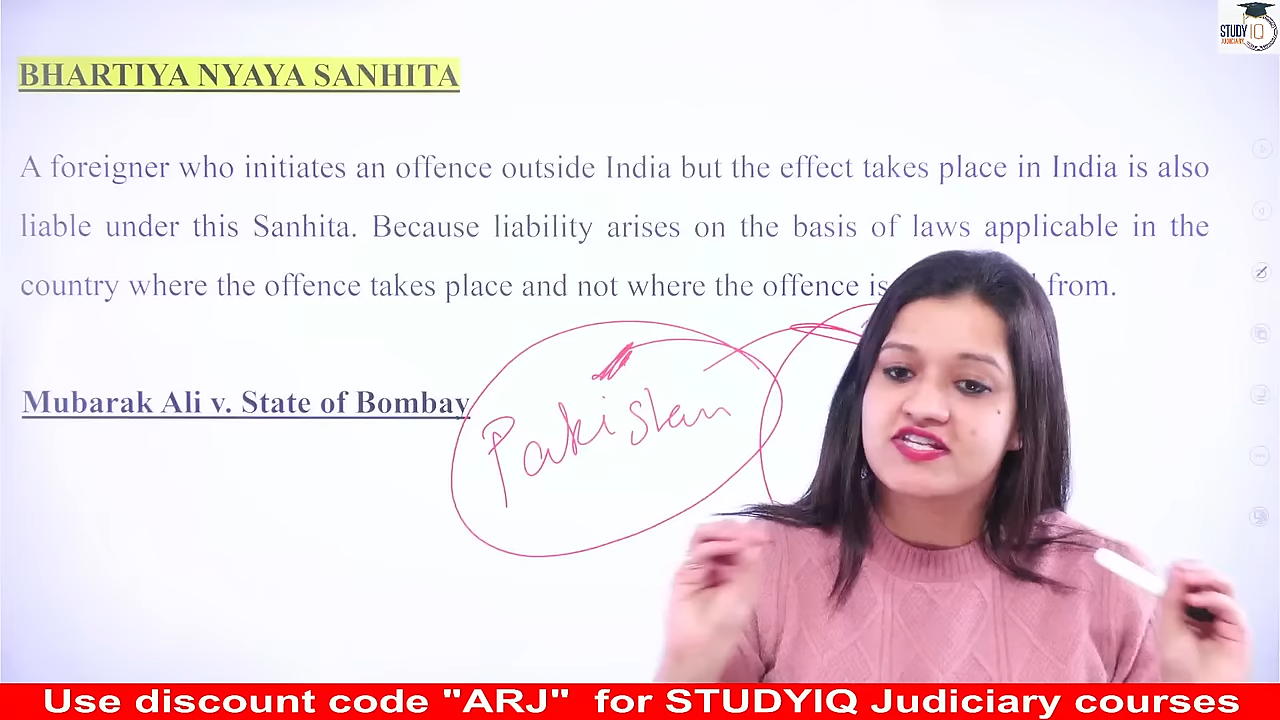 STUDY IQ
JUDICIARY
BHARTIYA NYAYA SANHITA
A foreigner who initiates an offence outside India but the effect takes place in India is also
liable under this Sanhita. Because liability arises on the basis of laws applicable in the
country where the offence takes place and not where the offence is from.
Mubarak Ali v. State of Bombay
Pakistan
Use discount code "ARJ" for STUDYIQ Judiciary courses